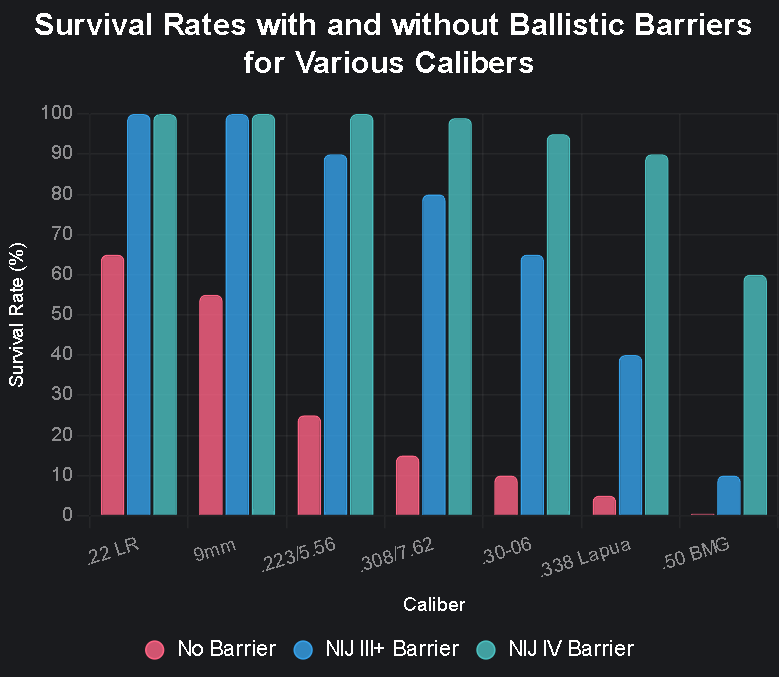 Survival Rates with and without Ballistic Barriers
for Various Calibers
100
90
80
70
60
50
40
30
20
10
0
Survival Rate (%)
.22 LR
9mm
.223/5.56
.308/7.62
.30-06
.338 Lapua
.50 BMG
Caliber
No Barrier
NIJ III+ Barrier
NIJ IV Barrier